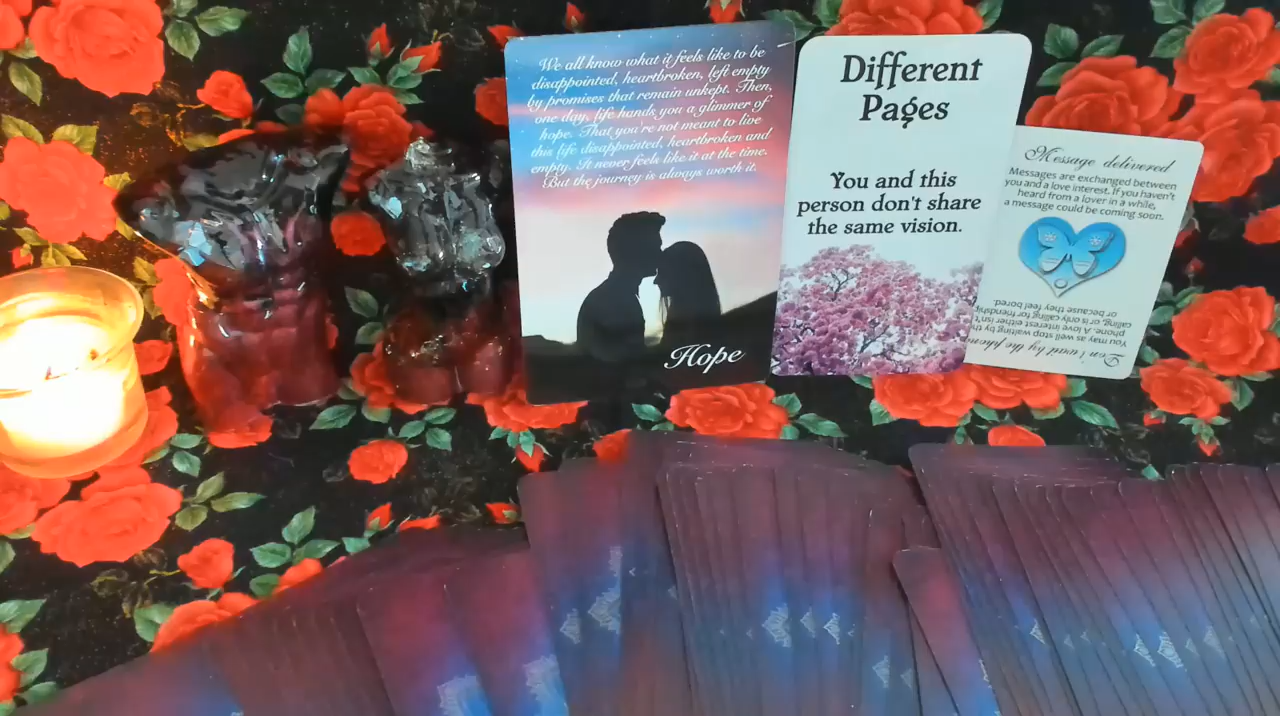 We all know what it feels like to be
disappointed, heartbroken, left empty
by promises that remain unkept. Then,
one day, life hands you a glimmer of
hope. That you're not meant to live
this life disappointed, heartbroken and
empty. It never feels like it at the time.
But the journey is always worth it.
Hope
Different
Pages
You and this
person don't share
the same vision.
Message delivered
Messages are exchanged between
you and a love interest. If you haven't
heard from a lover in a while,
a message could be coming soon.
Don't wait by the phone
You may as well stop waiting by the
phone. A love interest either isn't
calling, or is only calling for friendship
or because they feel bored.